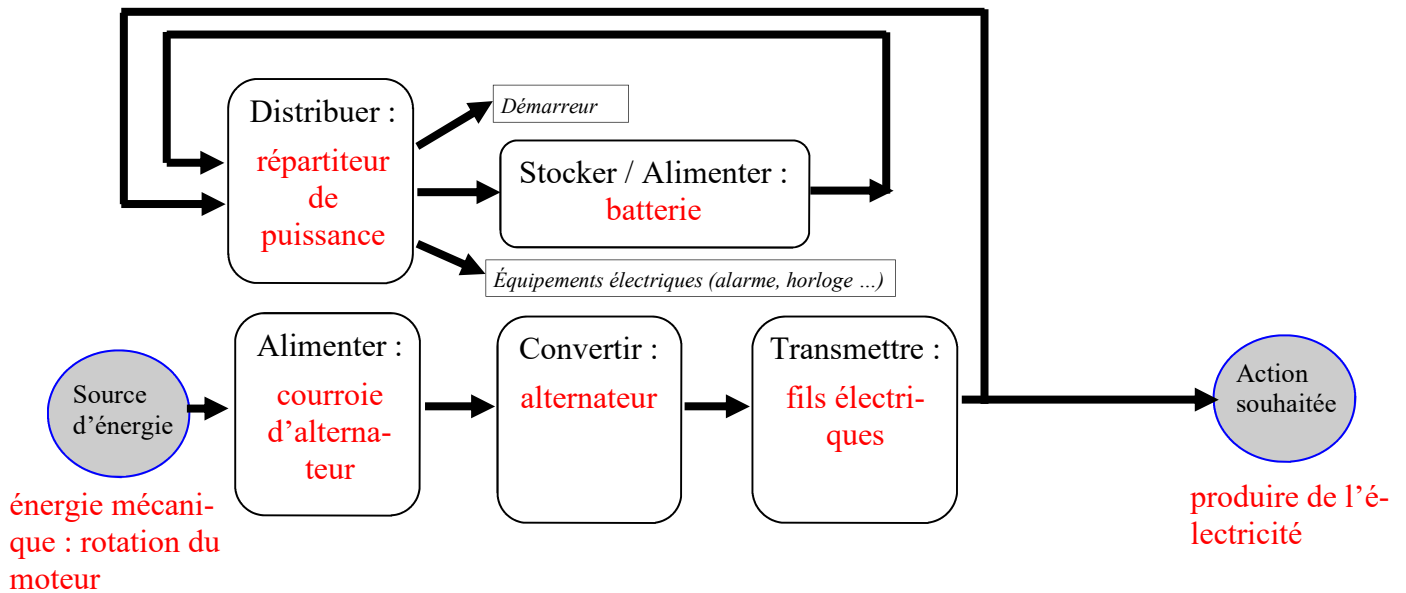 Distribuer :
répartiteur
de
puissance
Démarreur
Stocker / Alimenter :
batterie
Équipements électriques (alarme, horloge ...)
Source
d’énergie
énergie mécani-
que : rotation du
moteur
Alimenter :
courroie
d’alterna-
teur
Convertir :
alternateur
Transmettre :
fils électri-
ques
Action
souhaitée
produire de l’é-
lectricité